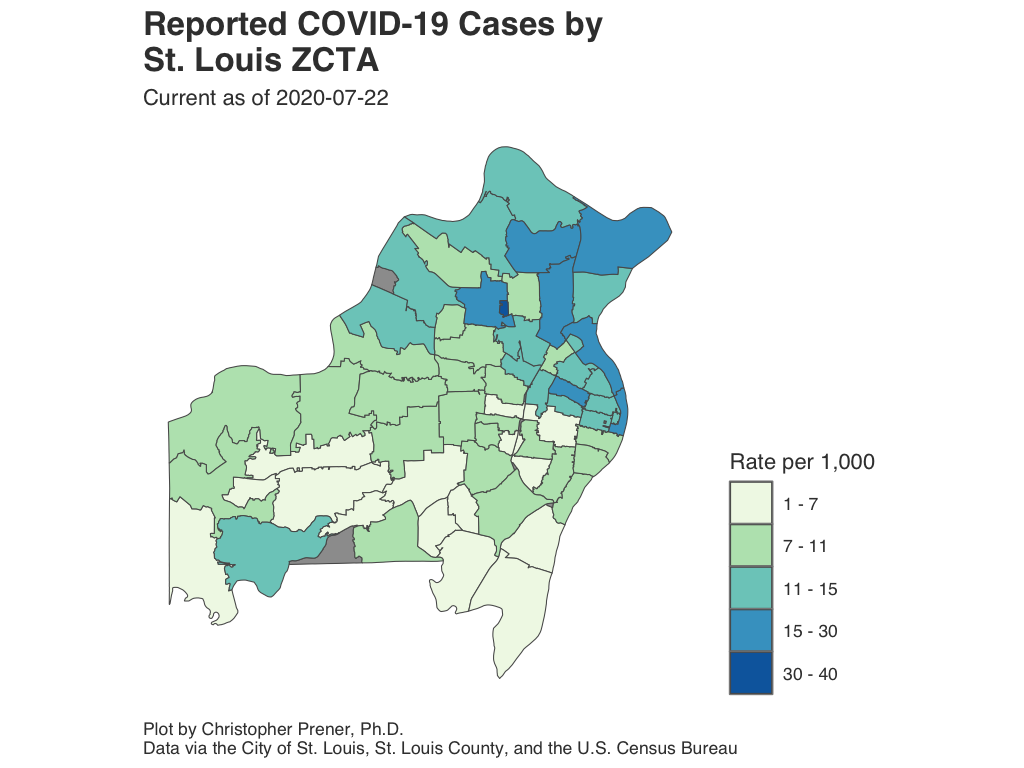 Reported COVID-19 Cases by
St. Louis ZCTA
Current as of 2020-07-22
Rate per 1,000
1 - 7
7 - 11
11 - 15
15 - 30
30 - 40
Plot by Christopher Prener, Ph.D.
Data via the City of St. Louis, St. Louis County, and the U.S. Census Bureau